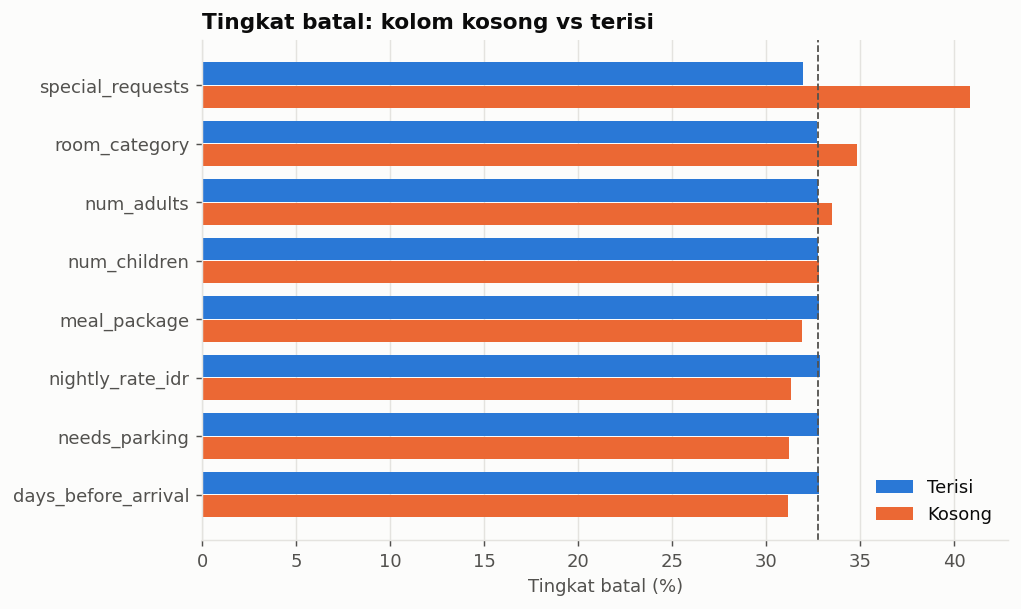 Tingkat batal: kolom kosong vs terisi
special_requests
room_category
num_adults
num_children
meal_package
nightly_rate_idr
needs_parking
days_before_arrival
Terisi
Kosong
0 5 10 15 20 25 30 35 40
Tingkat batal (%)